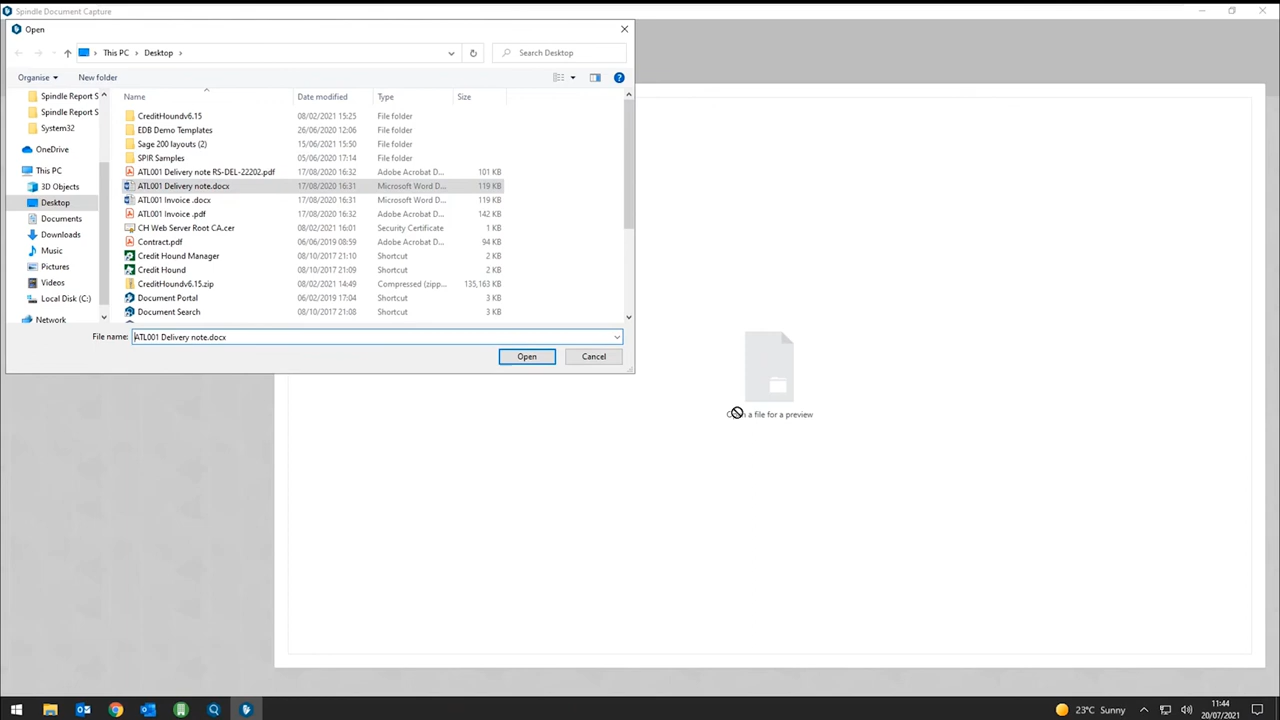 Spindle Document Capture
Open
This PC
Desktop
Search Desktop
Organise
New folder
Spindle Report S
Spindle Report S
System32
OneDrive
This PC
3D Objects
Desktop
Documents
Downloads
Music
Pictures
Videos
Local Disk (C:)
Network
Name Date modified Type Size
CreditHoundv6.15 08/02/2021 15:25 File folder
EDB Demo Templates 26/06/2020 12:06 File folder
Sage 200 layouts (2) 15/06/2021 15:50 File folder
SPIR Samples 05/06/2020 17:14 File folder
ATL001 Delivery note RS-DEL-22202.pdf 17/08/2020 16:32 Adobe Acrobat D... 101 KB
ATL001 Delivery note.docx 17/08/2020 16:31 Microsoft Word D... 119 KB
ATL001 Invoice .docx 17/08/2020 16:31 Microsoft Word D... 119 KB
ATL001 Invoice .pdf 17/08/2020 16:32 Adobe Acrobat D... 142 KB
CH Web Server Root CA.cer 08/02/2021 16:01 Security Certificate 1 KB
Contract.pdf 06/06/2019 08:59 Adobe Acrobat D... 94 KB
Credit Hound Manager 08/10/2017 21:10 Shortcut 2 KB
Credit Hound 08/10/2017 21:09 Shortcut 2 KB
CreditHoundv6.15.zip 08/02/2021 14:49 Compressed (zipp... 135,163 KB
Document Portal 06/02/2019 17:04 Shortcut 3 KB
Document Search 08/10/2017 21:08 Shortcut 3 KB
File name: ATL001 Delivery note.docx
Open Cancel
a file for a preview
23°C Sunny
11:44
20/07/2021